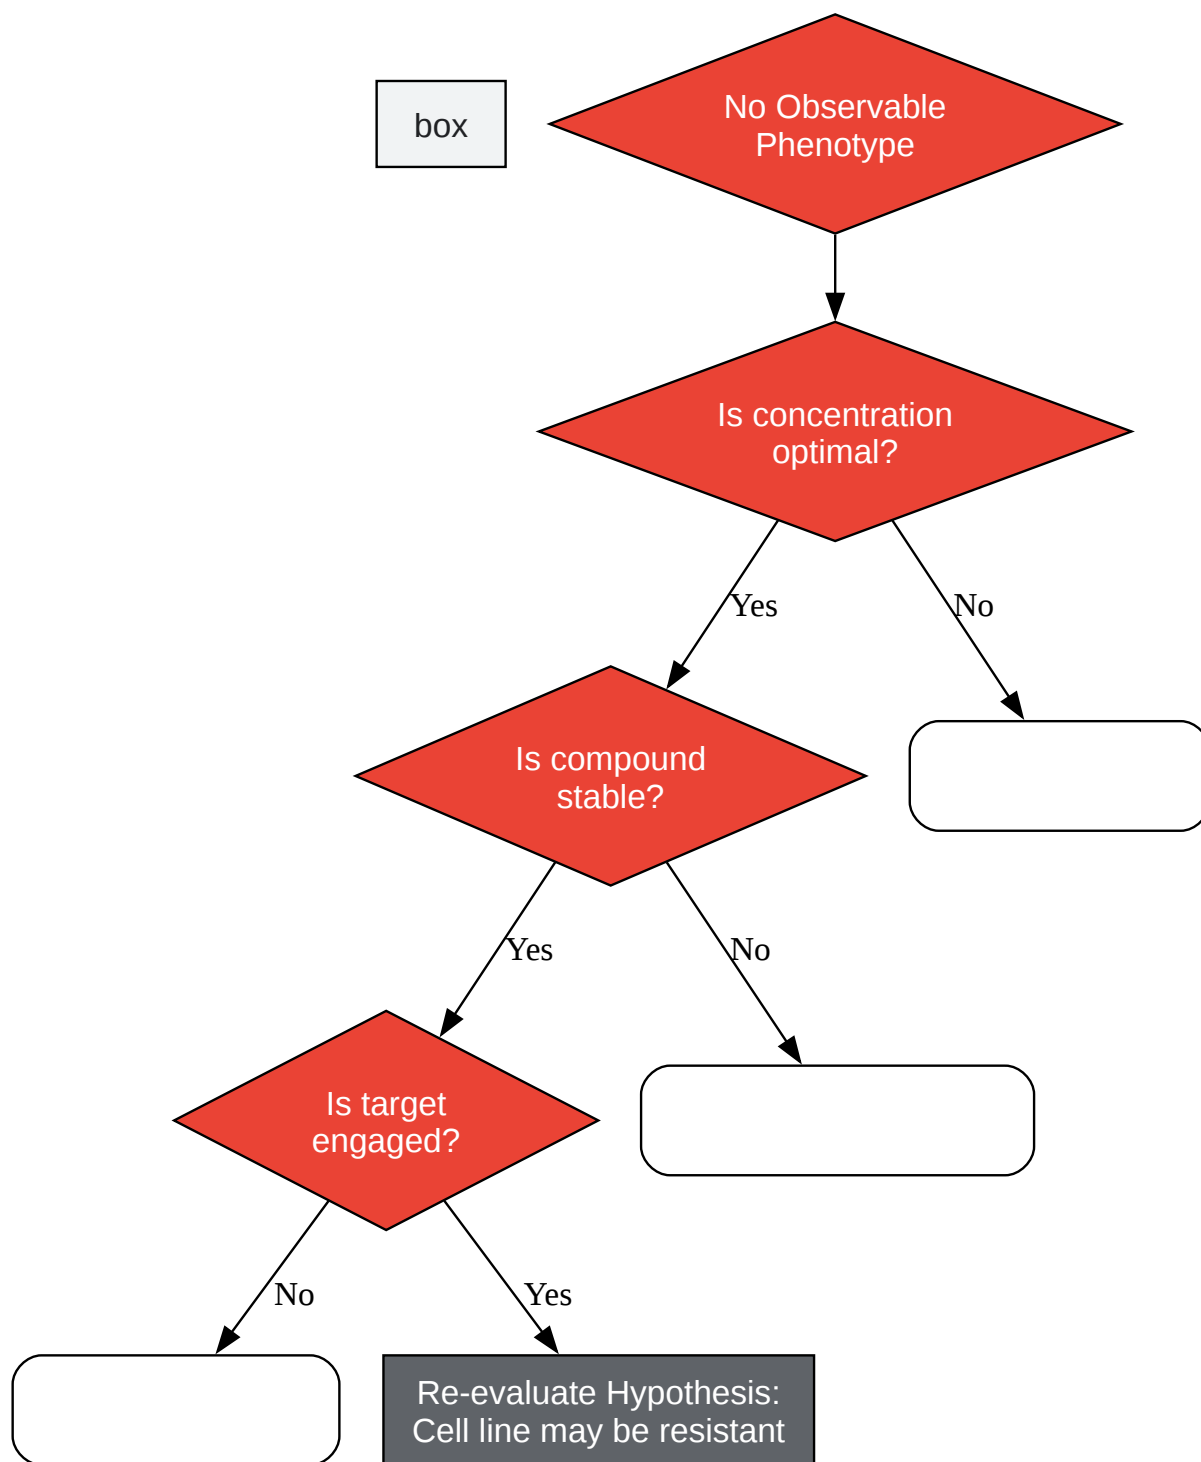 box
No Observable
Phenotype
Is concentration
optimal?
Yes
No
Is compound
stable?
Yes
No
Is target
engaged?
No
Yes
Re-evaluate Hypothesis:
Cell line may be resistant